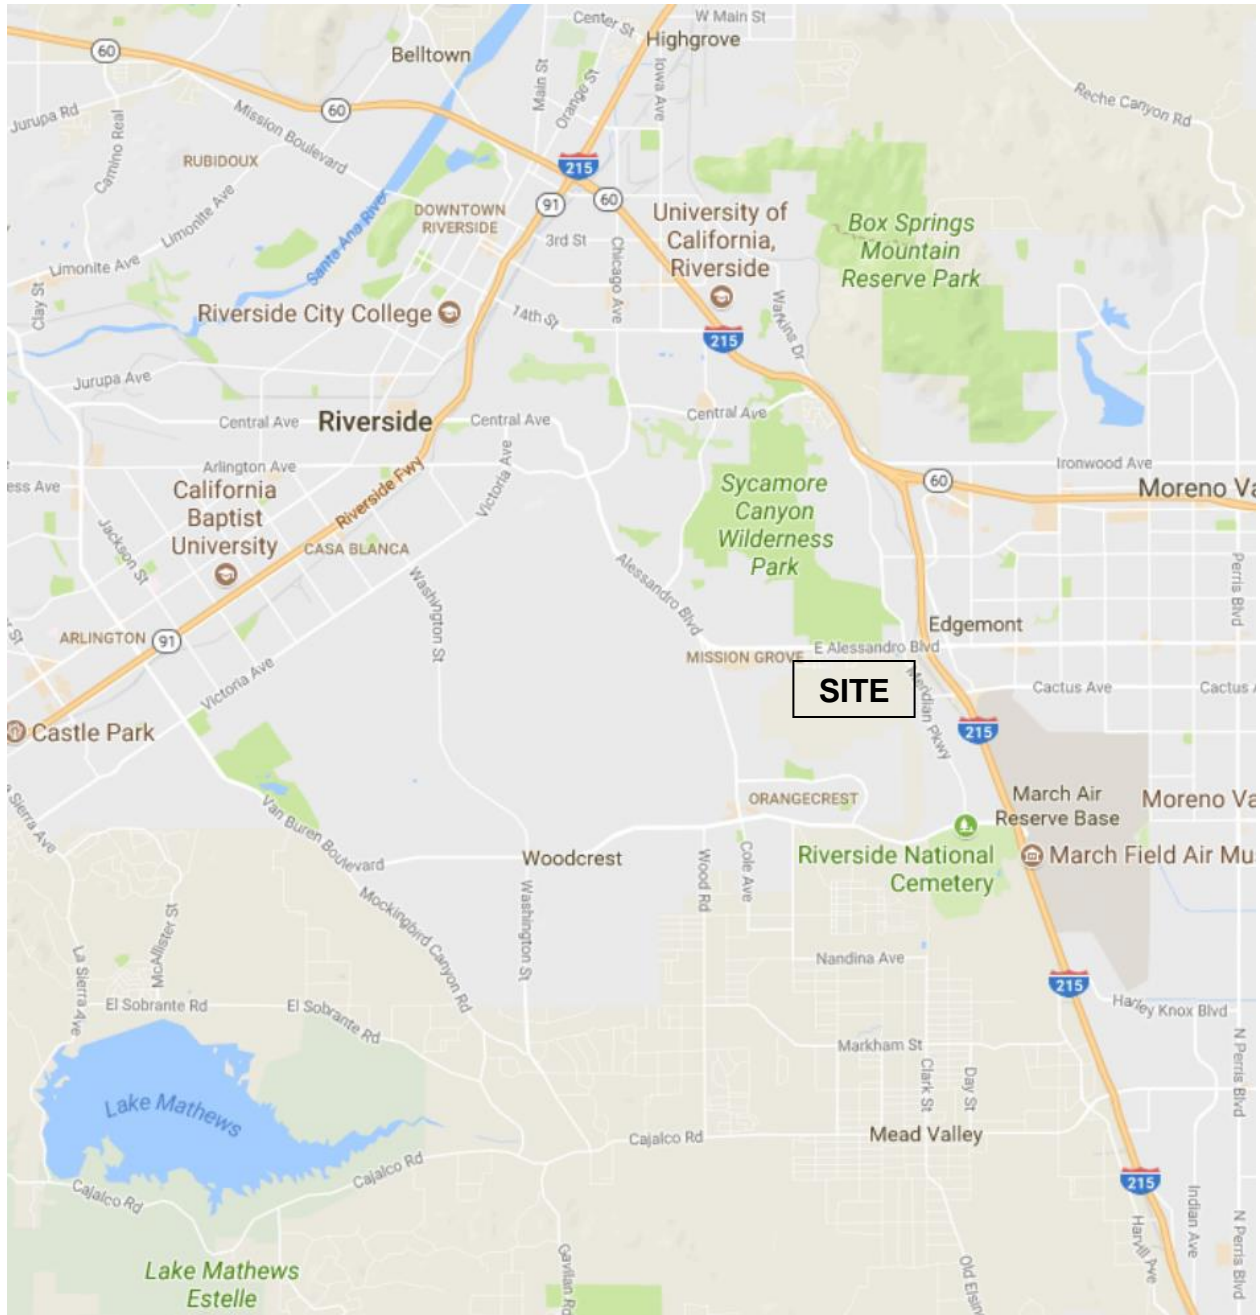 W Main St
Center St
Highgrove
60
Belltown
Main St
Orange St
Iowa Ave
Reche Canyon Rd
60
Jurupa Rd
Camino Real
Mission Boulevard
RUBIDOUX
215
Limonite Ave
91
60
DOWNTOWN
RIVERSIDE
University of
California,
Riverside
Box Springs
Mountain
Reserve Park
Santa Ana River
3rd St
Chicago Ave
Limonite Ave
Clay St
Riverside City College
14th St
Watkins Dr
215
Jurupa Ave
Central Ave
Riverside
Central Ave
Central Ave
Arlington Ave
Victoria Ave
Ironwood Ave
ess Ave
California
Baptist
University
Riverside Fwy
Sycamore
Canyon
Wilderness
Park
60
Moreno Va
Jackson St
CASA BLANCA
Washington St
Alessandro Blvd
Perris Blvd
St
ARLINGTON
91
Edgemont
MISSION GROVE
E Alessandro Blvd
Victoria Ave
SITE
Meridian Pkwy
Cactus Ave
Cactus
Castle Park
215
a Sierra Ave
Van Buren Boulevard
ORANGECREST
March Air
Reserve Base
Moreno Va
Woodcrest
Wood Rd
Cole Ave
Riverside National
Cemetery
March Field Air Mu
Mockingbird Canyon Rd
Washington St
McAllister St
La Sierra Ave
Nandina Ave
215
El Sobrante Rd
El Sobrante Rd
Harley Knox Blvd
Markham St
Clark St
Day St
N Perris Blvd
Lake Mathews
Cajalco Rd
Mead Valley
Cajalco Rd
215
Cajalco Rd
Indian Ave
N Perris Blvd
Harvill Ave
Lake Mathews
Estelle
Gavilan Rd
Old Elsin